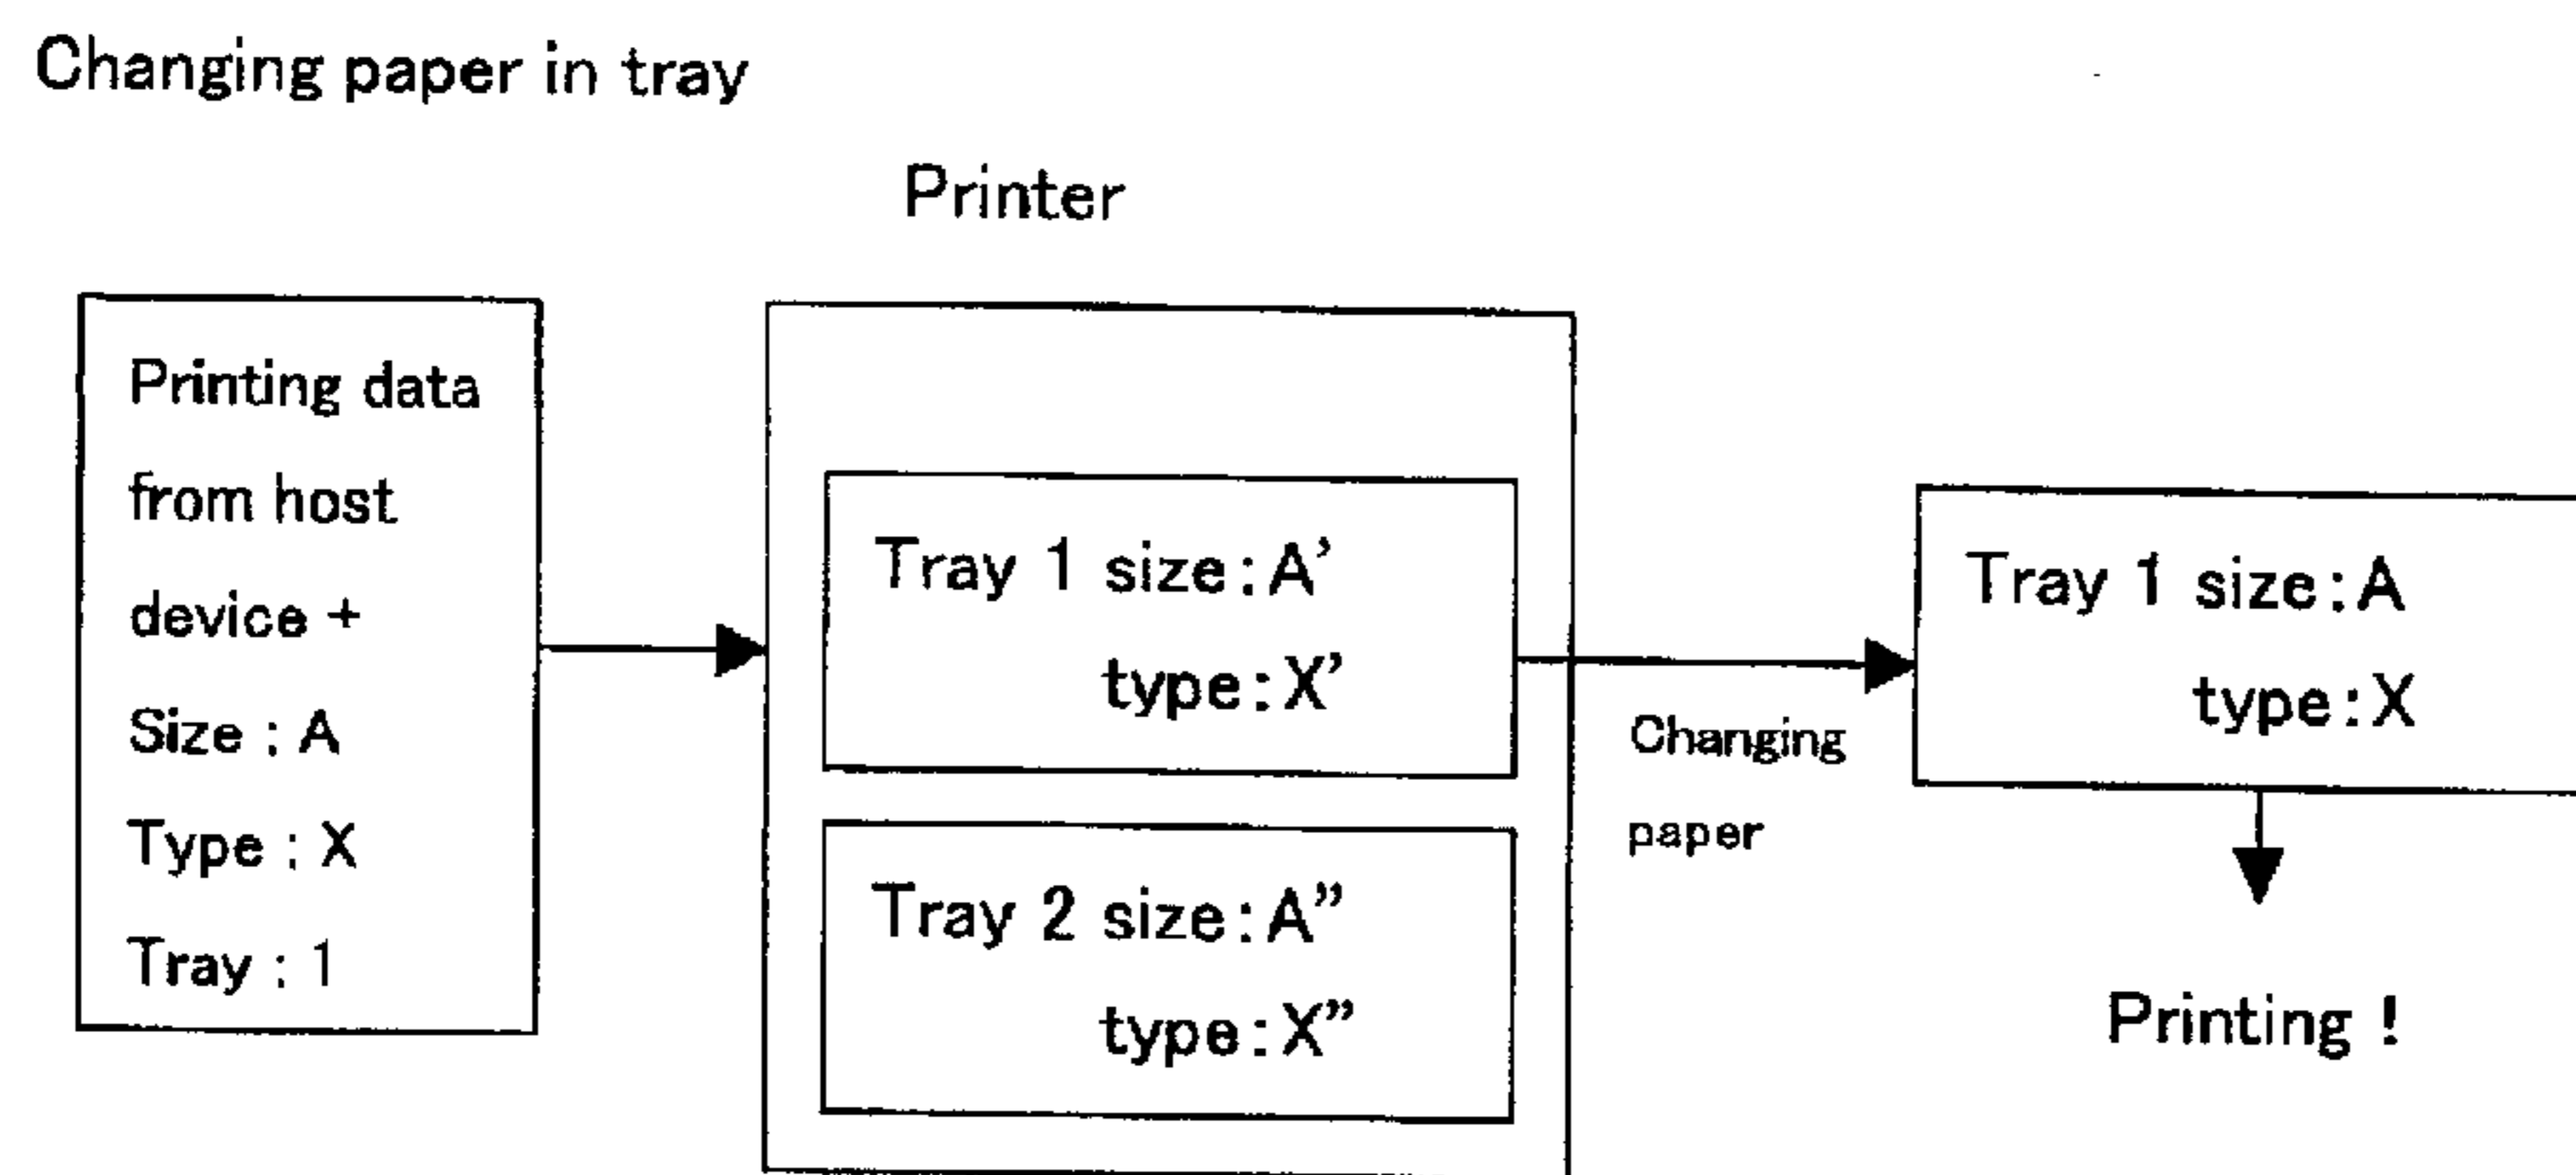 Changing paper in tray
Printer
Printing data
from host
device +
Size : A
Type : X
Tray : 1
Tray 1 size : A’
type : X’
Tray 2 size : A”
type : X”
Changing
paper
Tray 1 size : A
type : X
Printing !